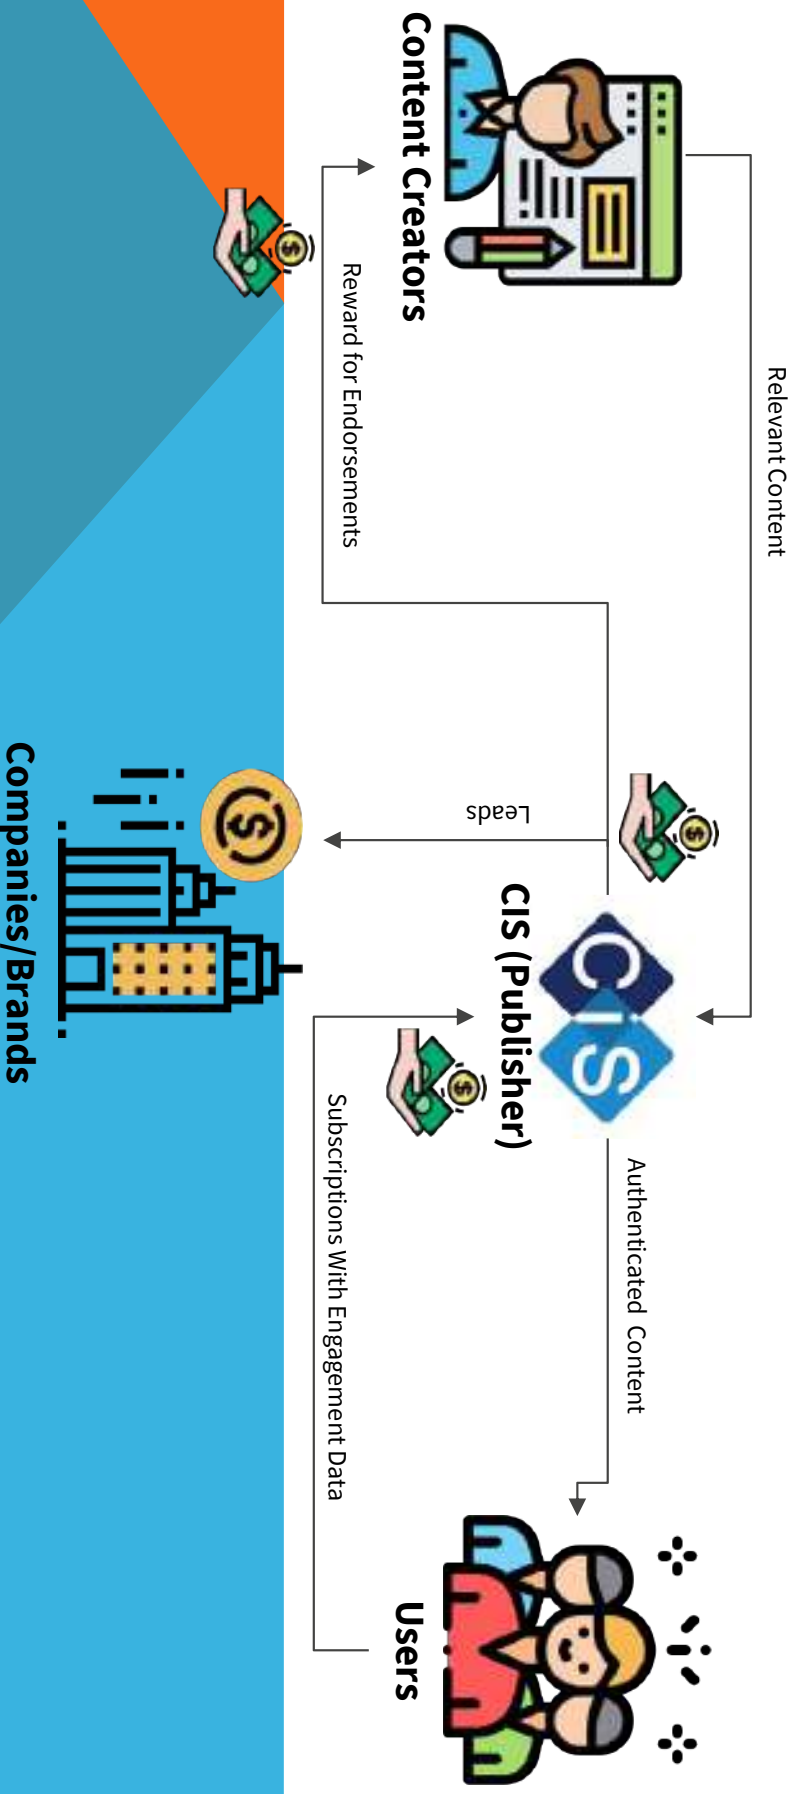 Relevant Content
Content Creators
Reward for Endorsements
CiS
CIS (Publisher)
Authenticated Content
Leads
Subscriptions With Engagement Data
Users
Companies/Brands